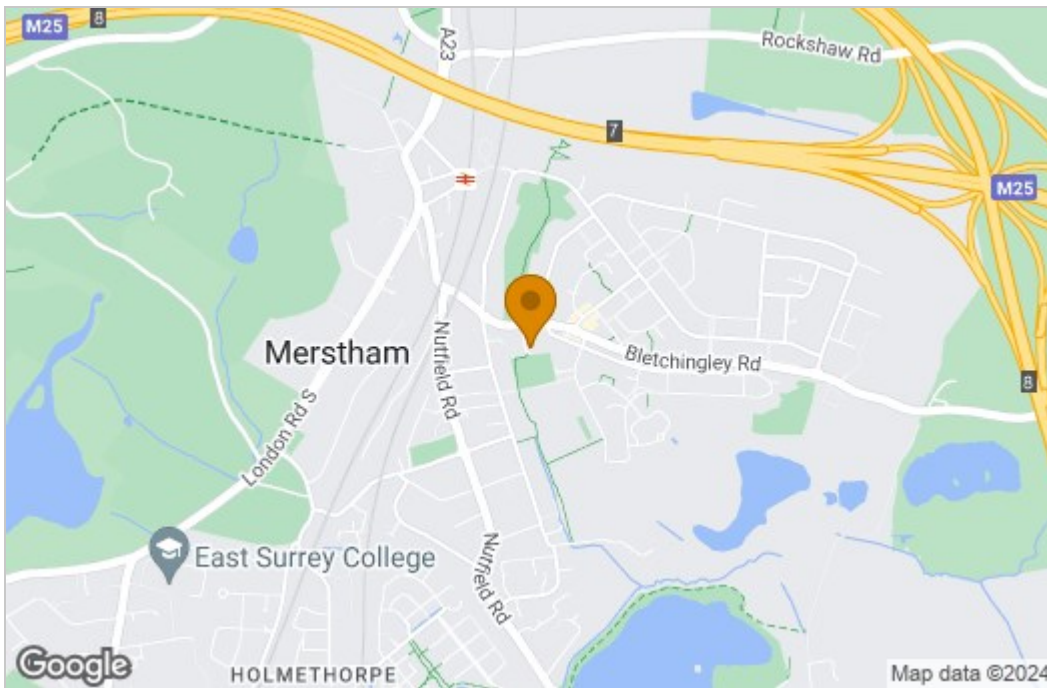 M25
8
A23
Rockshaw Rd
7
M25
Merstham
Nutfield Rd
Bletchingley Rd
8
London Rd S
East Surrey College
Nutfield Rd
HOLMETHORPE
Google
Map data ©2024